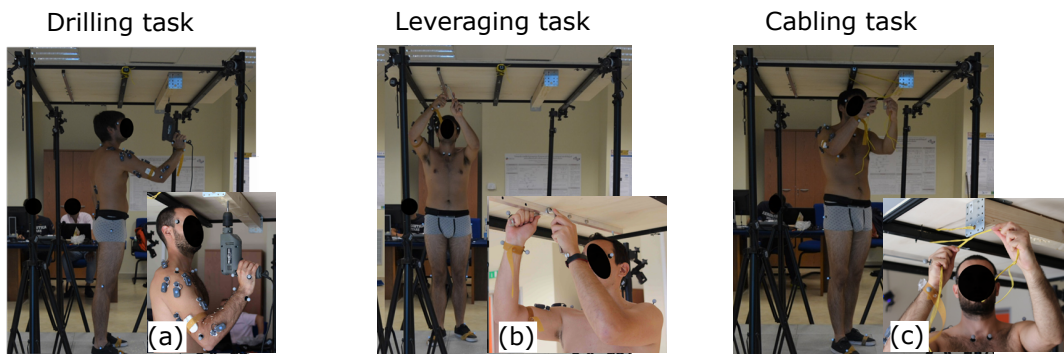 Drilling task
Leveraging task
Cabling task
(a)
(b)
(c)